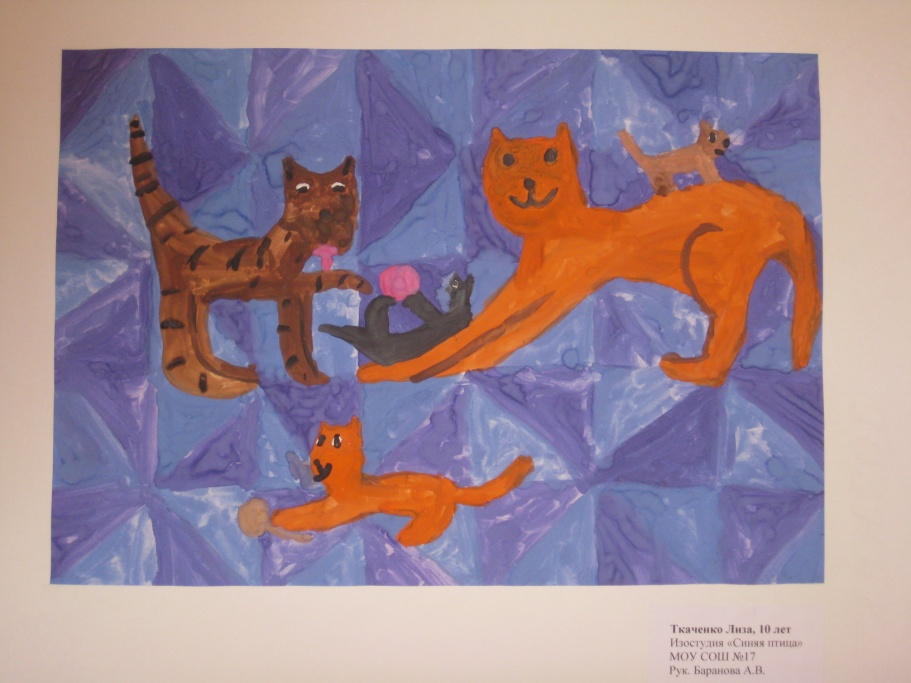 Ткаченко Лиза, 10 лет
Изостудия «Синяя птица»
МОУ СОШ №17
Рук. Баранова А.В.